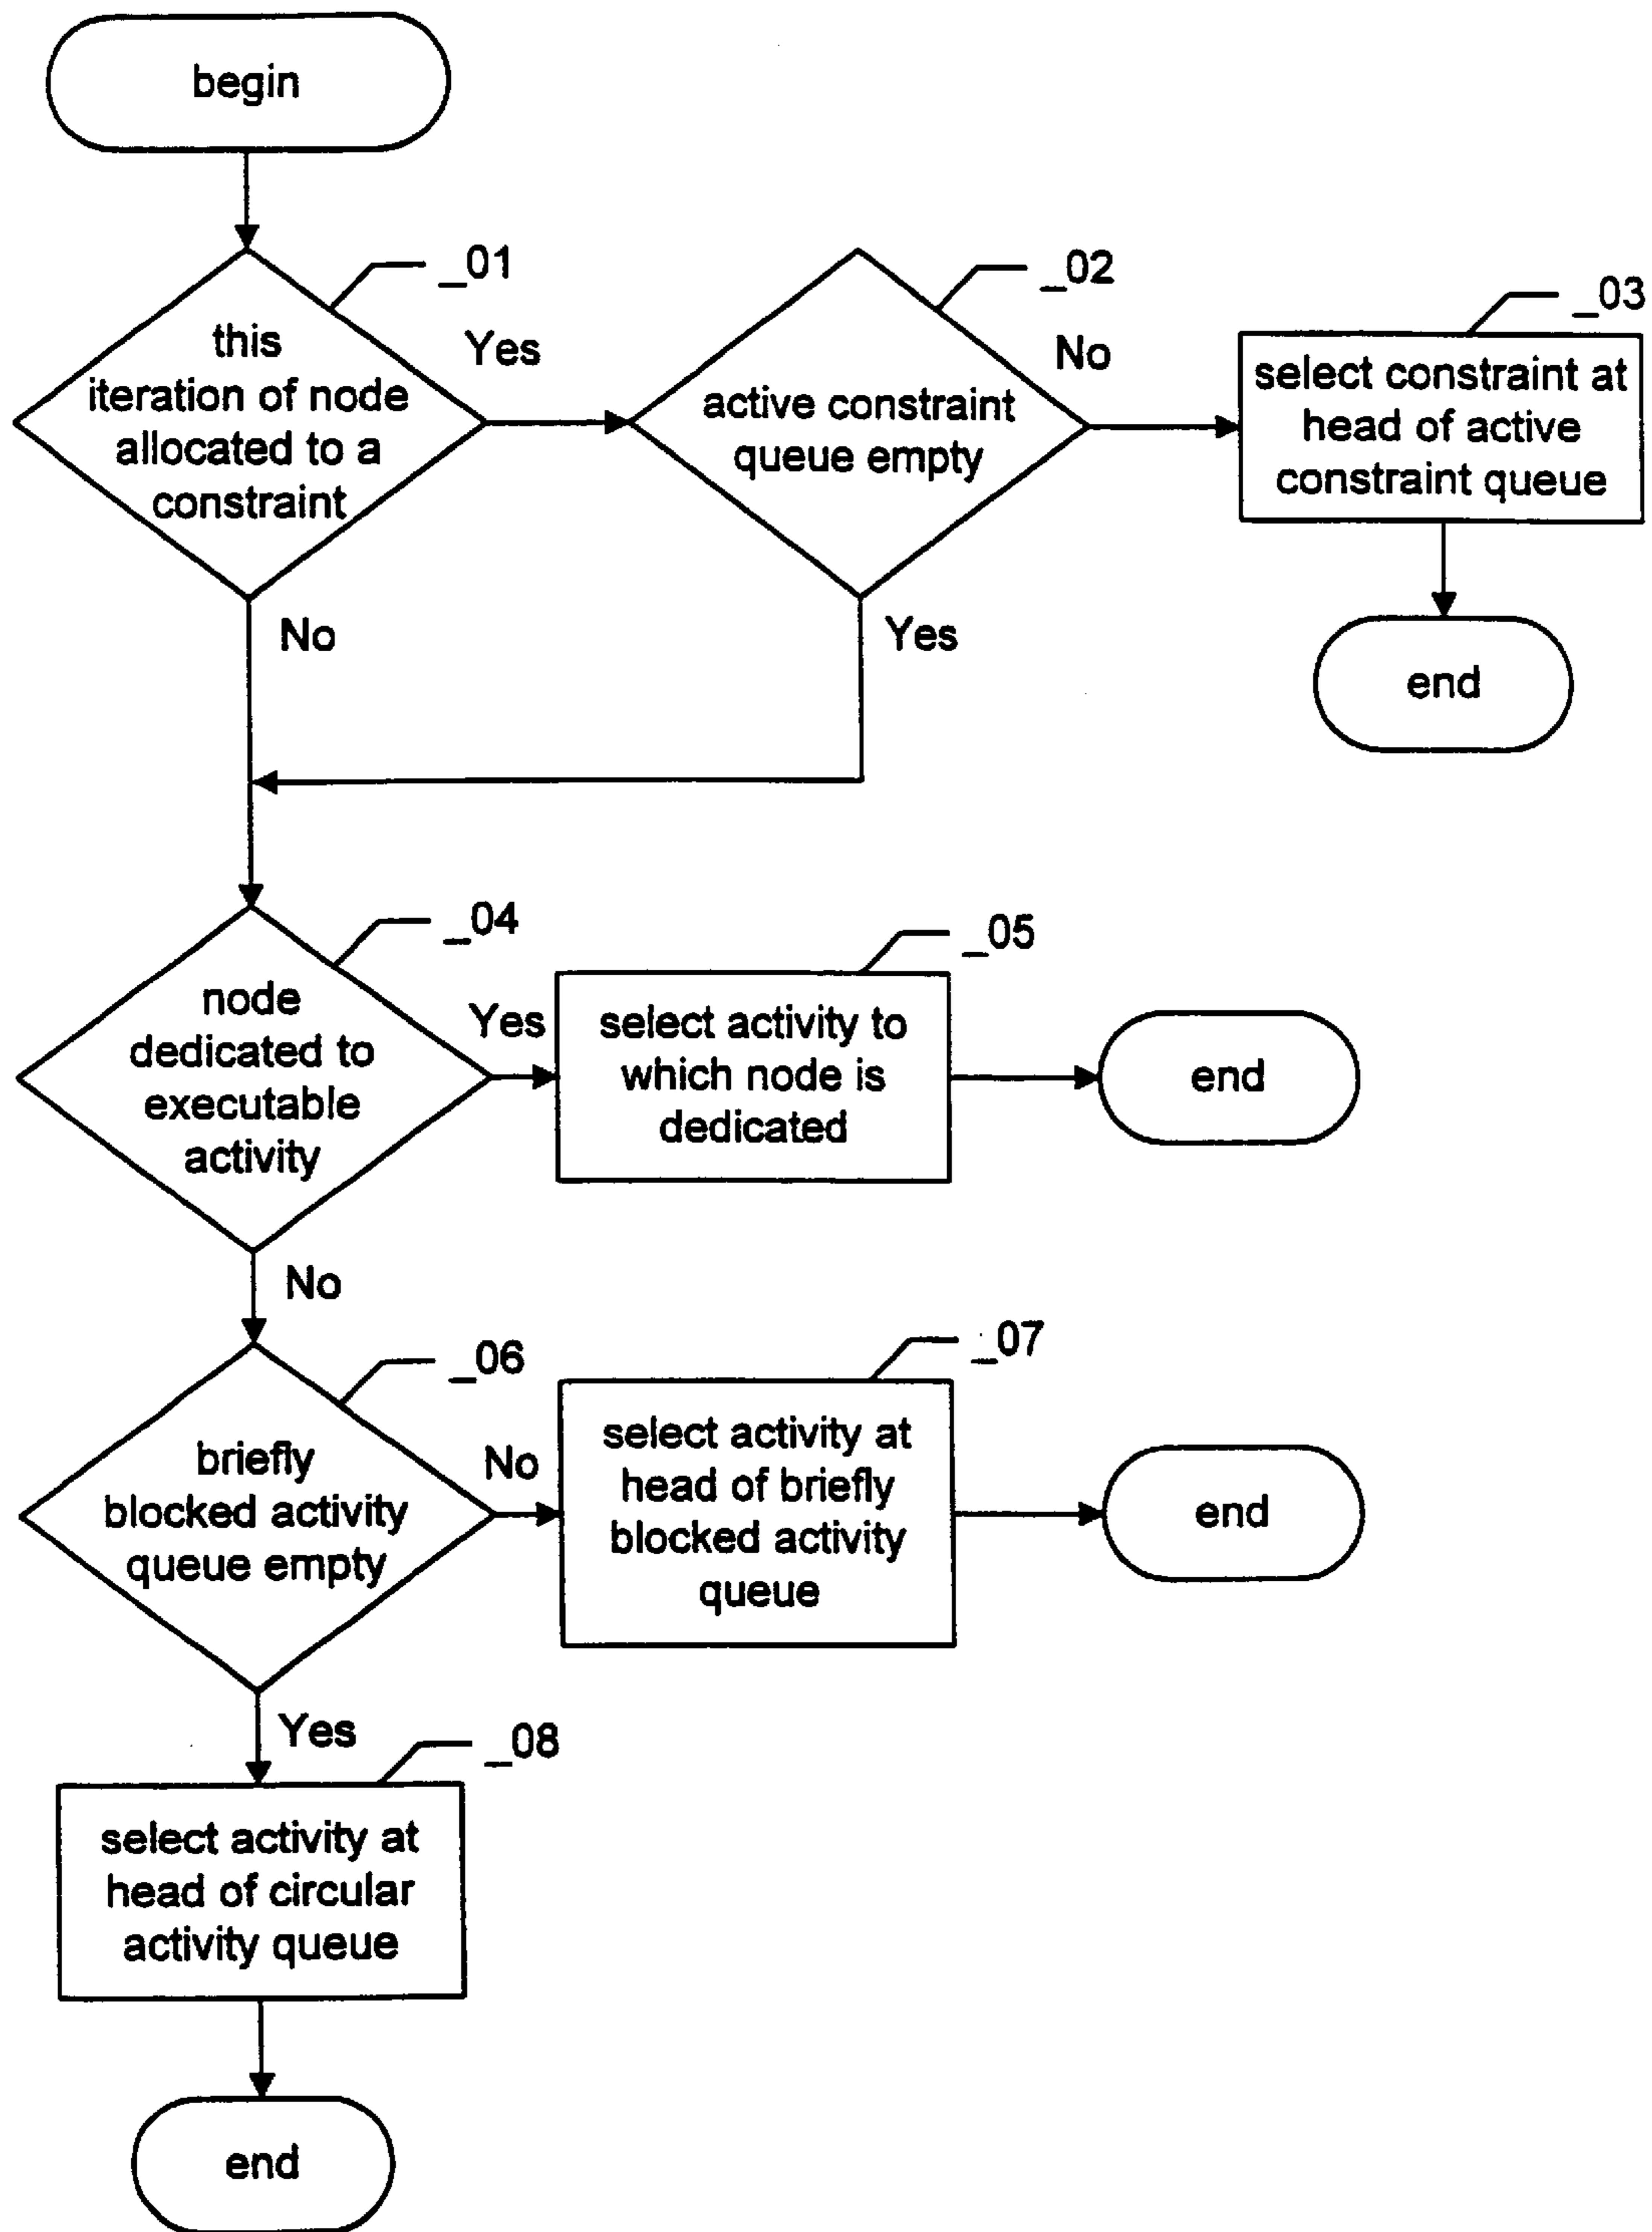 begin
_01
this
iteration of node
allocated to a
constraint
Yes
No
_02
active constraint
queue empty
No
Yes
_03
select constraint at
head of active
constraint queue
end
_04
node
dedicated to
executable
activity
Yes
No
_05
select activity to
which node is
dedicated
end
_06
briefly
blocked activity
queue empty
No
Yes
_07
select activity at
head of briefly
blocked activity
queue
end
_08
select activity at
head of circular
activity queue
end